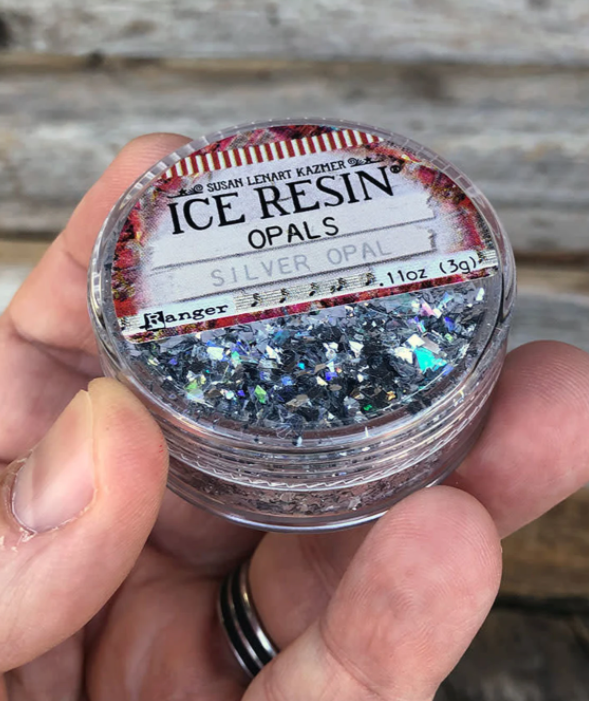 SUSAN LENART KAZMER
ICE RESIN®
OPALS
SILVER OPAL
.11oz (3g)
Ranger